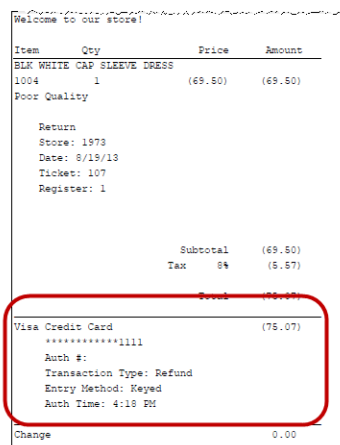 Welcome to our store!
Item Qty Price Amount
BLK WHITE CAP SLEEVE DRESS
1004 1 (69.50) (69.50)
Poor Quality
Return
Store: 1973
Date: 8/19/13
Ticket: 107
Register: 1
Subtotal (69.50)
Tax 8% (5.57)
Total (75.07)
Visa Credit Card (75.07)
************1111
Auth #:
Transaction Type: Refund
Entry Method: Keyed
Auth Time: 4:18 PM
Change 0.00